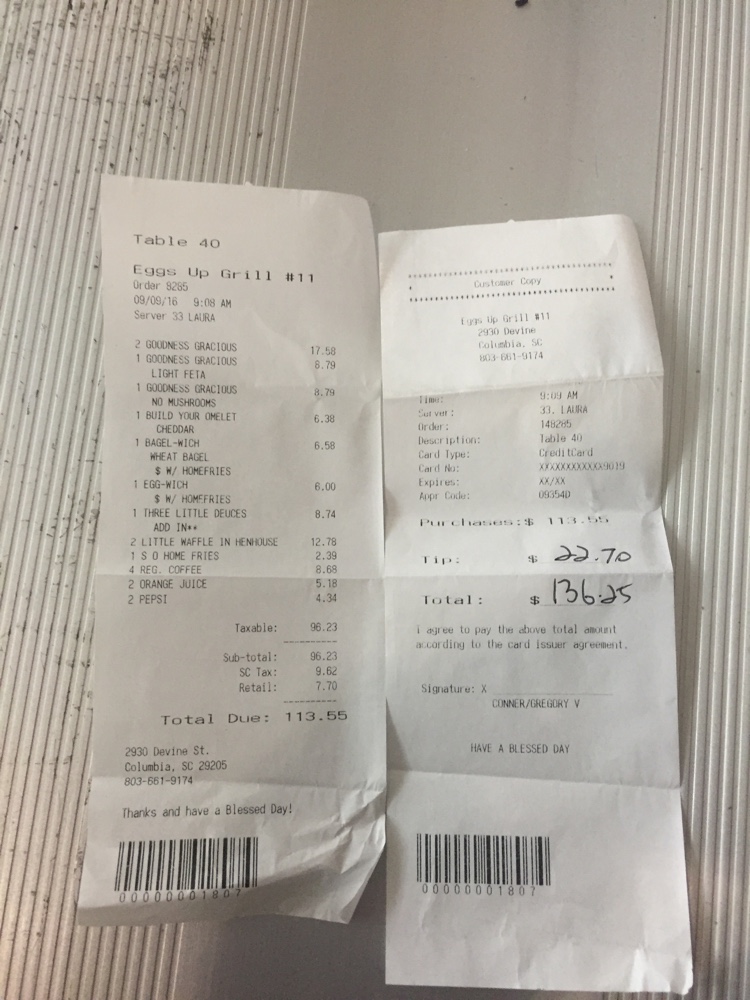 Table 40
Eggs Up Grill #11
Order 8285
09/09/16 9:08 AM
Server 33 LAURA
2 GOODNESS GRACIOUS 17.58
1 GOODNESS GRACIOUS 8.79
LIGHT FETA
1 GOODNESS GRACIOUS 8.79
NO MUSHROOMS
1 BUILD YOUR OMELET 6.38
CHEDDAR
1 BAGEL-WICH 6.58
WHEAT BAGEL
$ W/ HOMEFRIES
1 EGG-WICH 6.00
$ W/ HOMEFRIES
1 THREE LITTLE DEUCES 8.74
ADD IN**
2 LITTLE WAFFLE IN HENHOUSE 12.78
1 S O HOME FRIES 2.39
4 REG. COFFEE 8.68
2 ORANGE JUICE 5.18
2 PEPSI 4.34
Taxable: 96.23
Sub-total: 96.23
SC Tax: 9.62
Retail: 7.70
Total Due: 113.55
2930 Devine St.
Columbia, SC 29205
803-661-9174
Thanks and have a Blessed Day!
00000001807
Customer Copy
Eggs Up Grill #11
2930 Devine
Columbia, SC
803-661-9174
Time: 9:09 AM
Server: 33. LAURA
Order: 148285
Description: Table 40
Card Type: CreditCard
Card No: XXXXXXXXXXXX9019
Expires: XX/XX
Appr Code: 09354D
Purchases:$ 113.55
Tip: $ 22.70
Total: $ 136.25
i agree to pay the above total amount
according to the card issuer agreement.
Signature: X
CONNER/GREGORY V
HAVE A BLESSED DAY
00000001807